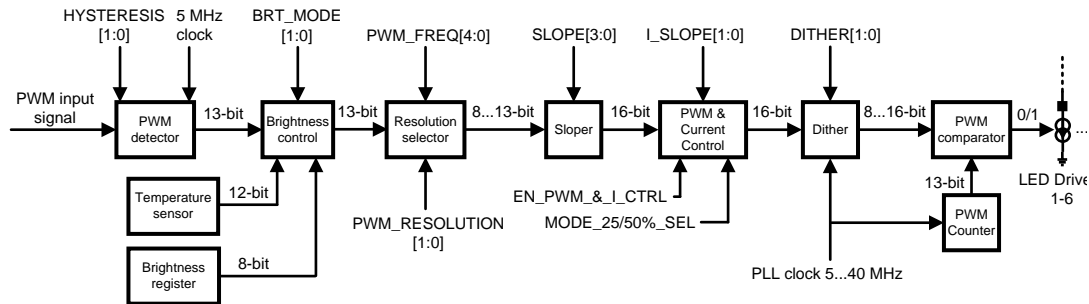 HYSTERESIS
[1:0]
5 MHz
clock
BRT_MODE
[1:0]
PWM_FREQ[4:0]
SLOPE[3:0]
I_SLOPE[1:0]
DITHER[1:0]
PWM input
signal
PWM
detector
13-bit
Brightness
control
13-bit
Resolution
selector
8...13-bit
Sloper
16-bit
PWM &
Current
Control
16-bit
Dither
8...16-bit
PWM
comparator
0/1
...
LED Drive
1-6
Temperature
sensor
12-bit
Brightness
register
8-bit
PWM_RESOLUTION
[1:0]
EN_PWM_&_I_CTRL
MODE_25/50%_SEL
13-bit
PWM
Counter
PLL clock 5...40 MHz